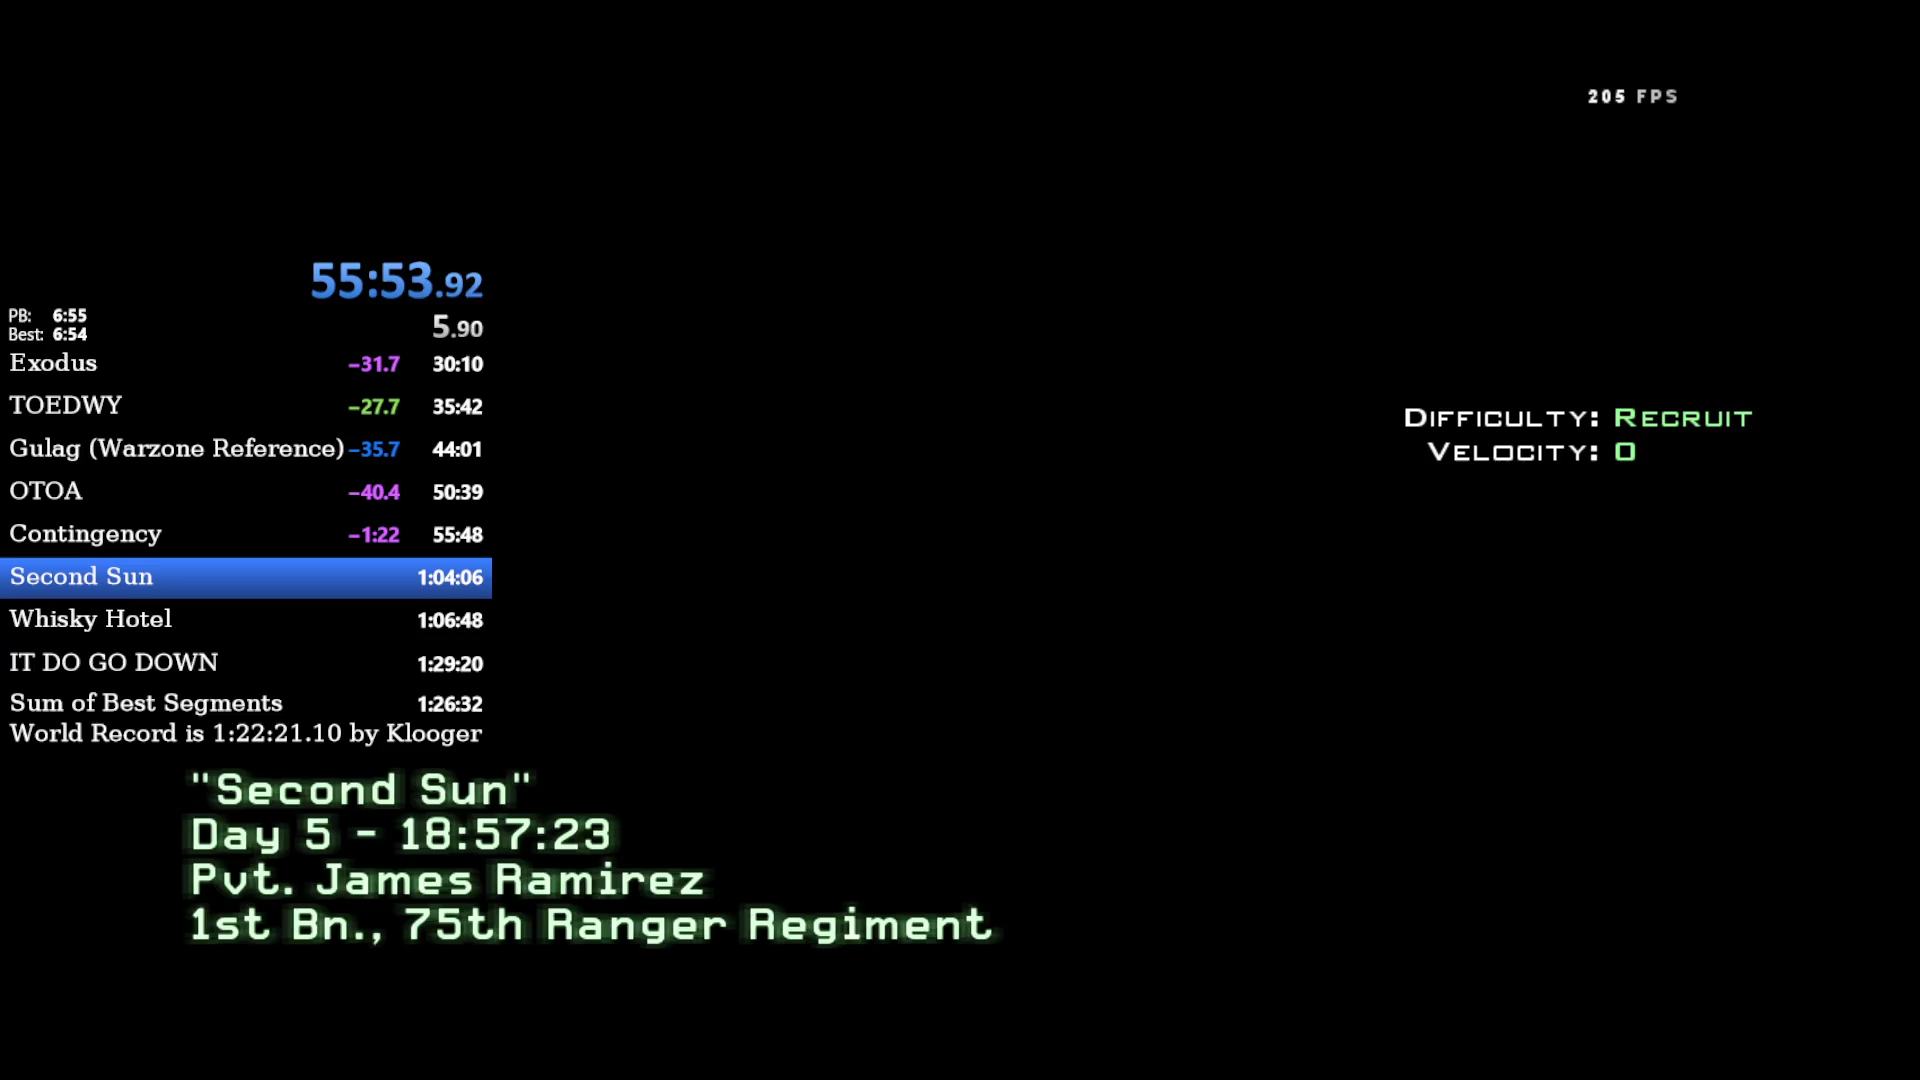 205 FPS
55:53.92
PB: 6:55
Best: 6:54
5.90
Exodus -31.7 30:10
TOEDWY -27.7 35:42
Gulag (Warzone Reference) -35.7 44:01
OTOA -40.4 50:39
Contingency -1:22 55:48
Second Sun 1:04:06
Whisky Hotel 1:06:48
IT DO GO DOWN 1:29:20
Sum of Best Segments 1:26:32
World Record is 1:22:21.10 by Klooger
Difficulty: Recruit
Velocity: 0
"Second Sun"
Day 5 - 18:57:23
Pvt. James Ramirez
1st Bn., 75th Ranger Regiment